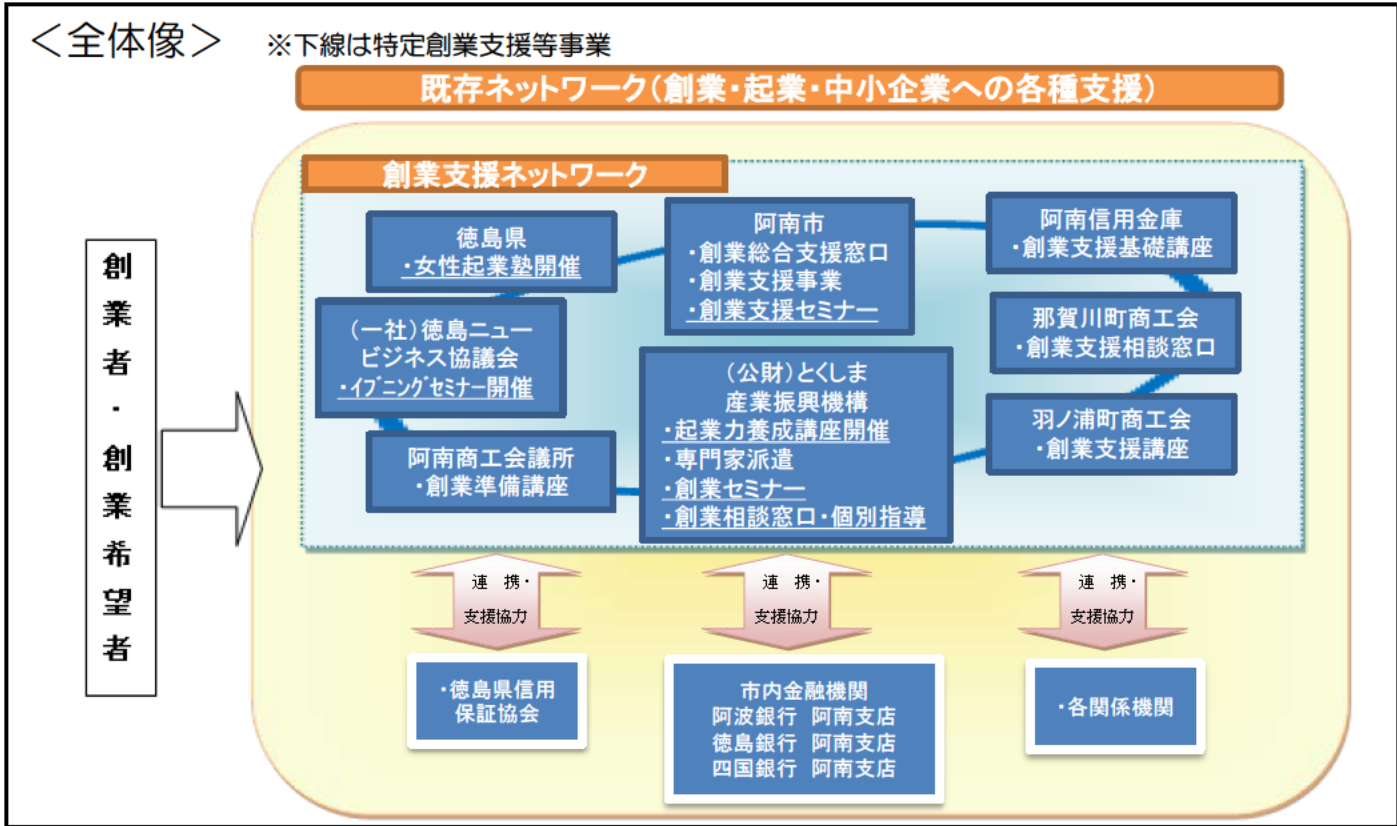 ＜全体像＞
※下線は特定創業支援等事業
既存ネットワーク(創業・起業・中小企業への各種支援)
創業支援ネットワーク
創業者・創業希望者
徳島県
・女性起業塾開催
(一社)徳島ニュー
ビジネス協議会
・ｲﾌﾞﾆﾝｸﾞｾﾐﾅｰ開催
阿南商工会議所
・創業準備講座
阿南市
・創業総合支援窓口
・創業支援事業
・創業支援セミナー
(公財)とくしま
産業振興機構
・起業力養成講座開催
・専門家派遣
・創業セミナー
・創業相談窓口・個別指導
阿南信用金庫
・創業支援基礎講座
那賀川町商工会
・創業支援相談窓口
羽ノ浦町商工会
・創業支援講座
連 携・
支援協力
連 携・
支援協力
連 携・
支援協力
・徳島県信用
保証協会
市内金融機関
阿波銀行 阿南支店
徳島銀行 阿南支店
四国銀行 阿南支店
・各関係機関